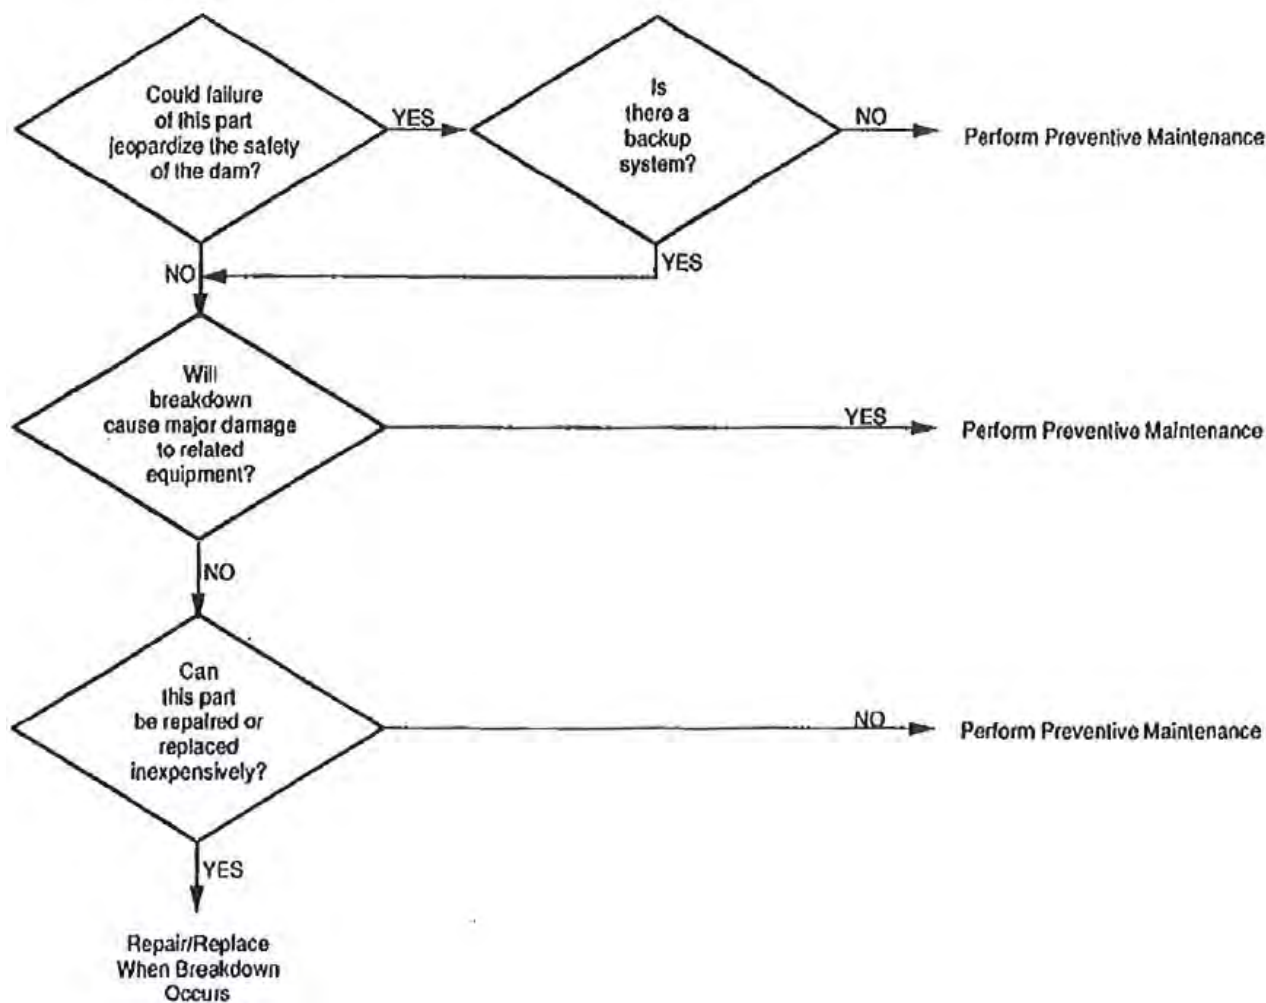 Could failure
of this part
jeopardize the safety
of the dam?
YES
Is
there a
backup
system?
NO
Perform Preventive Maintenance
YES
NO
Will
breakdown
cause major damage
to related
equipment?
YES
Perform Preventive Maintenance
NO
Can
this part
be repaired or
replaced
inexpensively?
NO
Perform Preventive Maintenance
YES
Repair/Replace
When Breakdown
Occurs